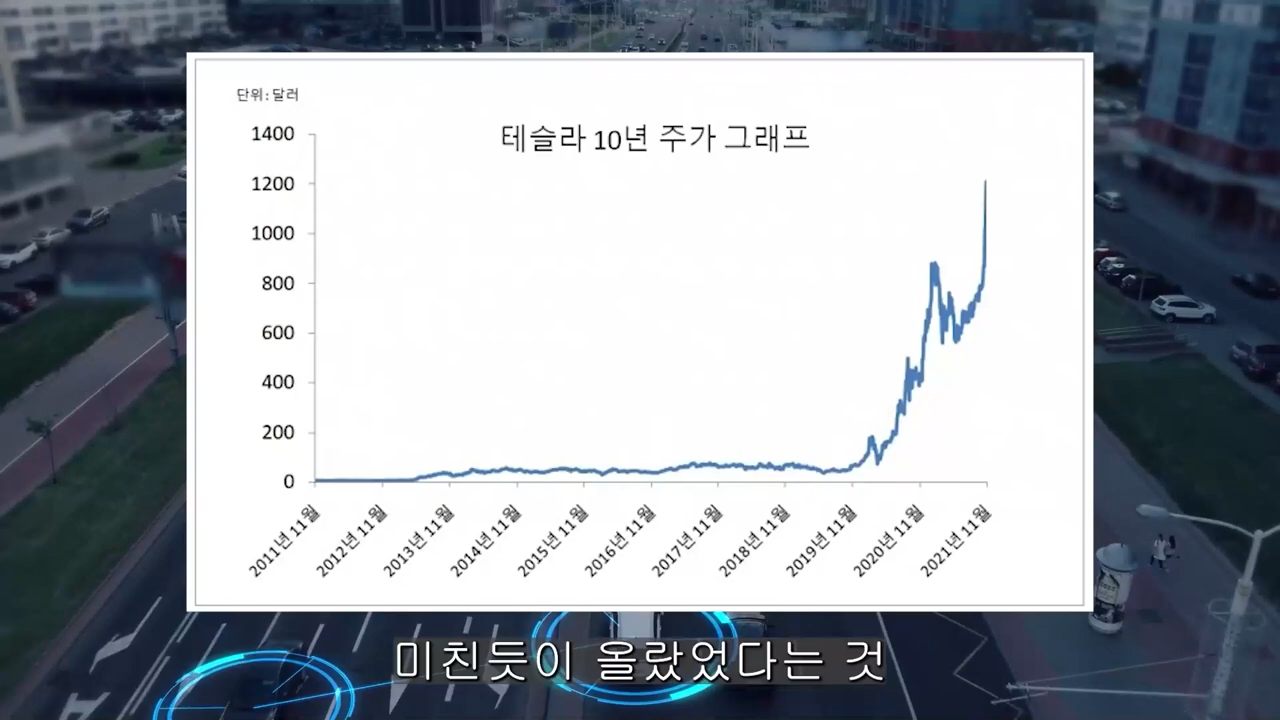 단위: 달러
테슬라 10년 주가 그래프
1400
1200
1000
800
600
400
200
0
2011년 11월
2012년 11월
2013년 11월
2014년 11월
2015년 11월
2016년 11월
2017년 11월
2018년 11월
2019년 11월
2020년 11월
2021년 11월
미친듯이 올랐었다는 것